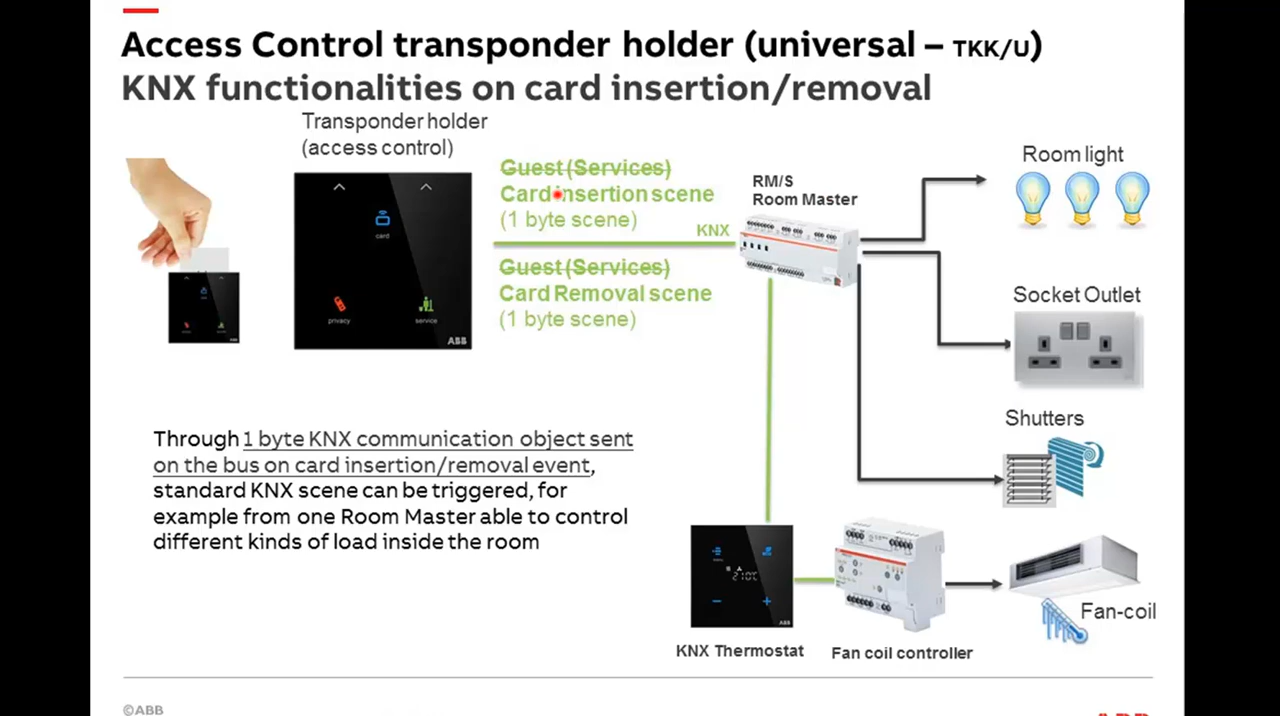 Access Control transponder holder (universal – TKK/U)
KNX functionalities on card insertion/removal
Transponder holder
(access control)
card
privacy
service
ABB
ABB
Guest (Services)
Card insertion scene
(1 byte scene)
KNX
Guest (Services)
Card Removal scene
(1 byte scene)
RM/S
Room Master
Room light
Socket Outlet
Shutters
Through 1 byte KNX communication object sent
on the bus on card insertion/removal event,
standard KNX scene can be triggered, for
example from one Room Master able to control
different kinds of load inside the room
ABB
KNX Thermostat
Fan coil controller
Fan-coil
©ABB
ABB